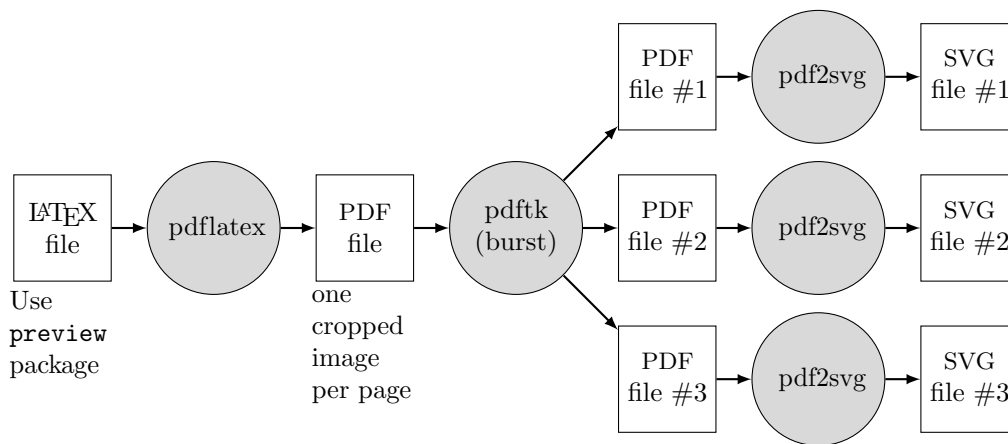 PDF
file #1
pdf2svg
SVG
file #1
LATEX
file
pdflatex
PDF
file
pdftk
(burst)
PDF
file #2
pdf2svg
SVG
file #2
Use
preview
package
one
cropped
image
per page
PDF
file #3
pdf2svg
SVG
file #3